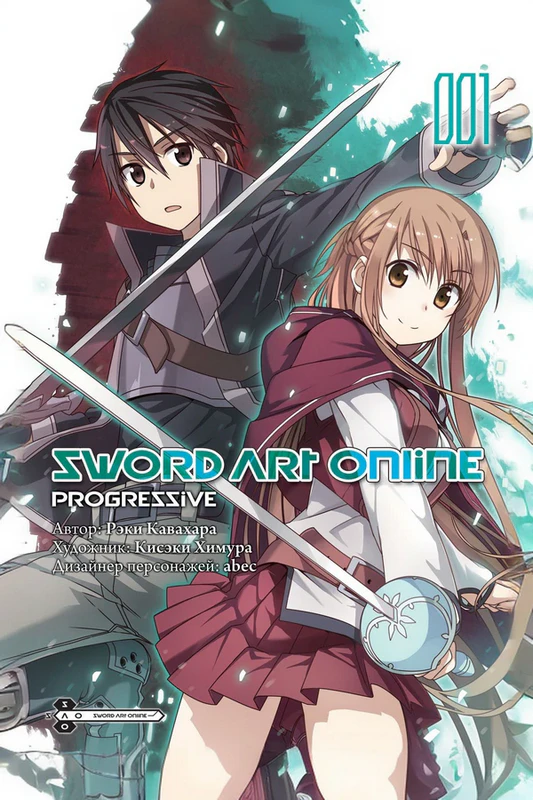 001
SWORD ART ONLINE
PROGRESSIVE
Автор: Рэки Кавахара
Художник: Кисэки Химура
Дизайнер персонажей: abec
S
S A O SWORD ART ONLINE
O